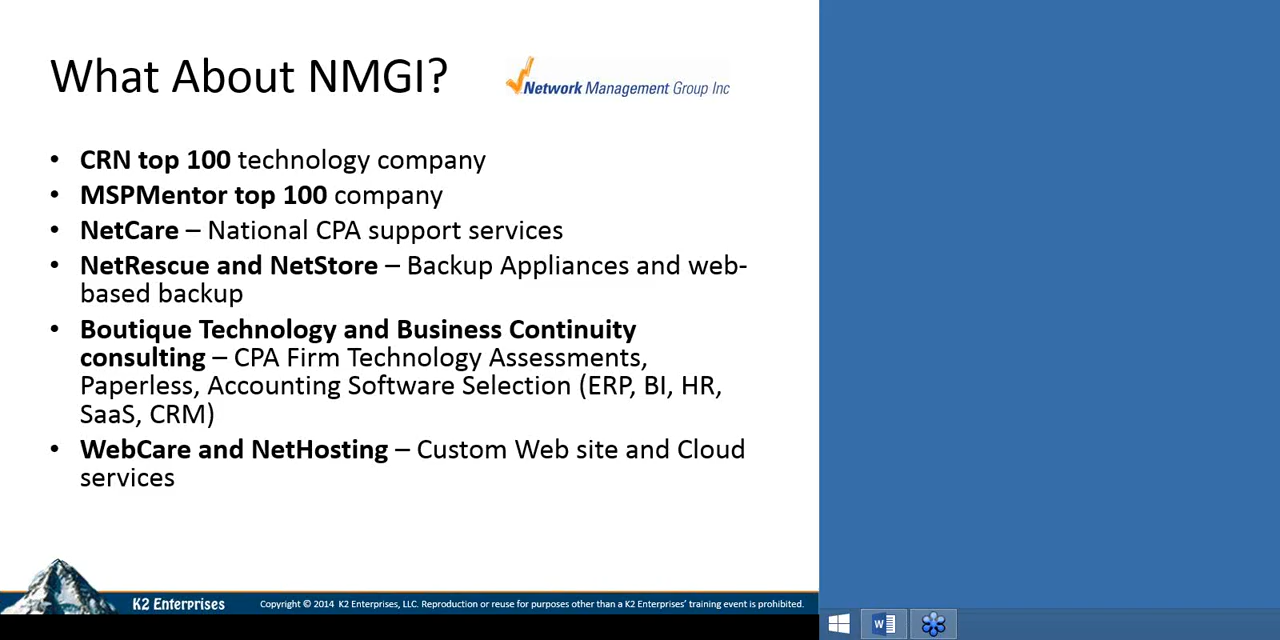 What About NMGI?
Network Management Group Inc
• CRN top 100 technology company
• MSPMentor top 100 company
• NetCare – National CPA support services
• NetRescue and NetStore – Backup Appliances and web-
based backup
• Boutique Technology and Business Continuity
consulting – CPA Firm Technology Assessments,
Paperless, Accounting Software Selection (ERP, BI, HR,
SaaS, CRM)
• WebCare and NetHosting – Custom Web site and Cloud
services
K2 Enterprises
Copyright © 2014 K2 Enterprises, LLC. Reproduction or reuse for purposes other than a K2 Enterprises' training event is prohibited.
W